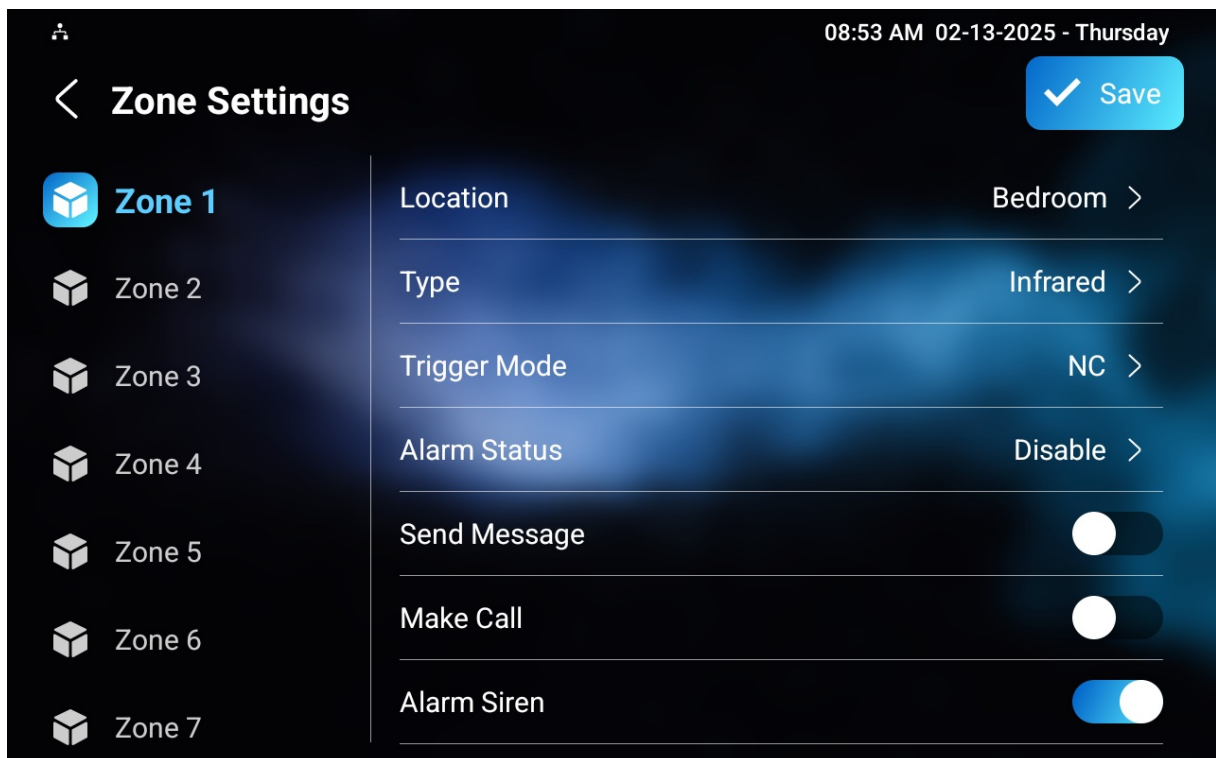 08:53 AM 02-13-2025 - Thursday
Zone Settings
Save
Zone 1
Zone 2
Zone 3
Zone 4
Zone 5
Zone 6
Zone 7
Location Bedroom
Type Infrared
Trigger Mode NC
Alarm Status Disable
Send Message
Make Call
Alarm Siren